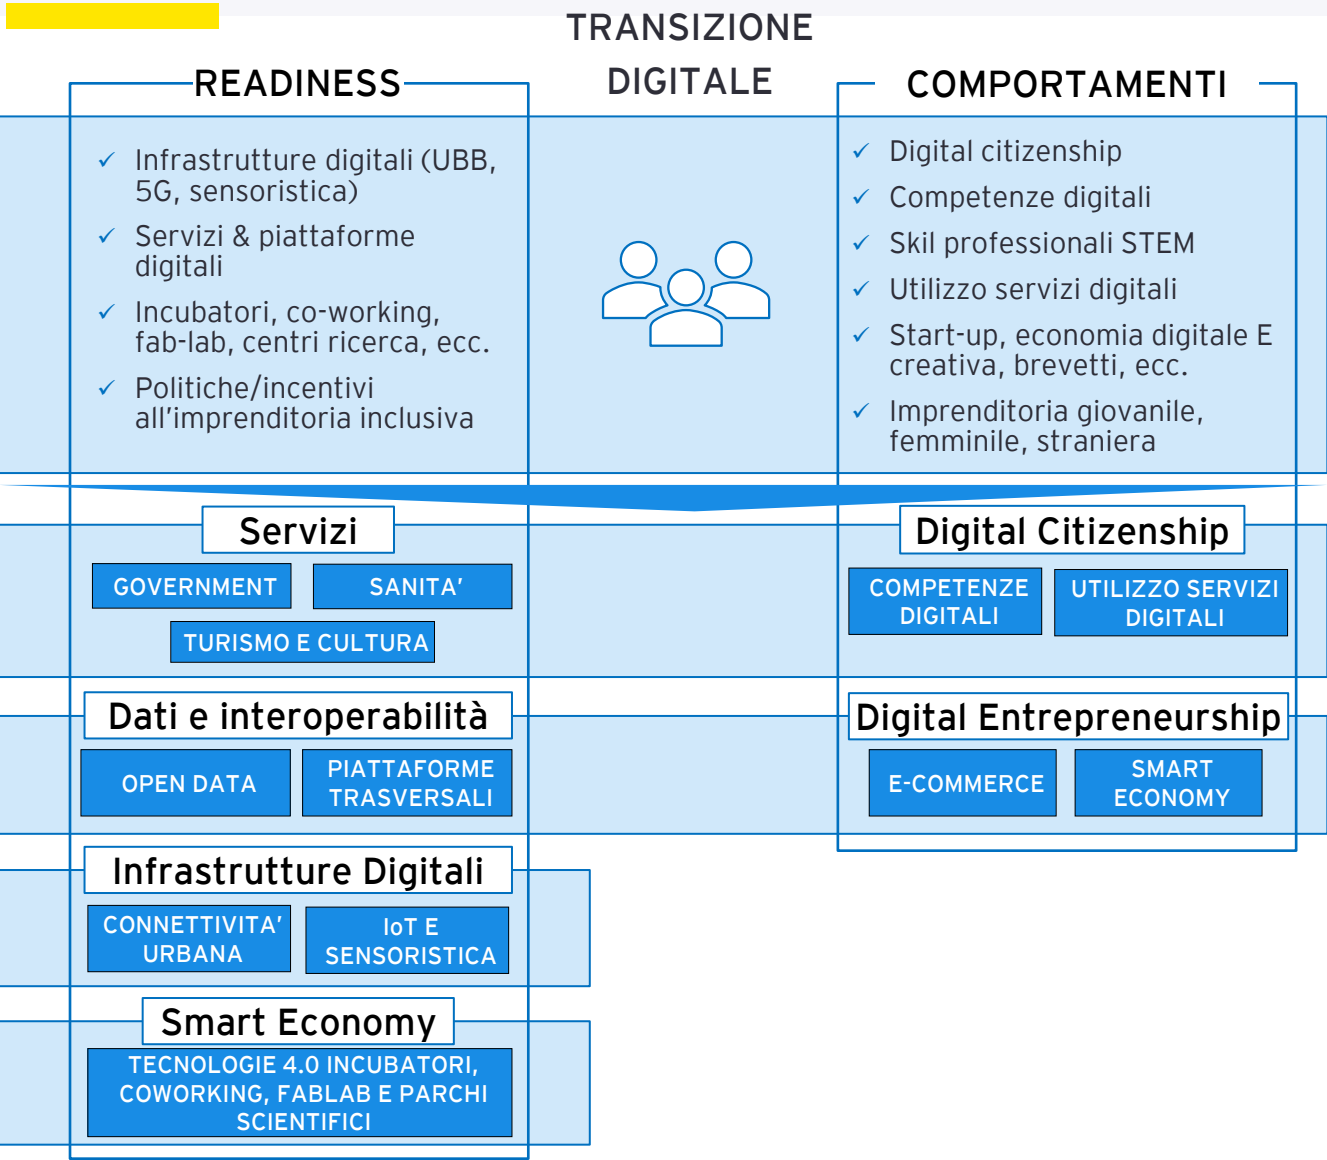 TRANSIZIONE
DIGITALE
READINESS
Infrastrutture digitali (UBB,
5G, sensoristica)
Servizi & piattaforme
digitali
Incubatori, co-working,
fab-lab, centri ricerca, ecc.
Politiche/incentivi
all'imprenditoria inclusiva
COMPORTAMENTI
Digital citizenship
Competenze digitali
Skil professionali STEM
Utilizzo servizi digitali
Start-up, economia digitale E
creativa, brevetti, ecc.
Imprenditoria giovanile,
femminile, straniera
Servizi
GOVERNMENT
SANITA'
TURISMO E CULTURA
Dati e interoperabilità
OPEN DATA
PIATTAFORME
TRASVERSALI
Infrastrutture Digitali
CONNETTIVITA'
URBANA
IoT E
SENSORISTICA
Smart Economy
TECNOLOGIE 4.0 INCUBATORI,
COWORKING, FABLAB E PARCHI
SCIENTIFICI
Digital Citizenship
COMPETENZE
DIGITALI
UTILIZZO SERVIZI
DIGITALI
Digital Entrepreneurship
E-COMMERCE
SMART
ECONOMY